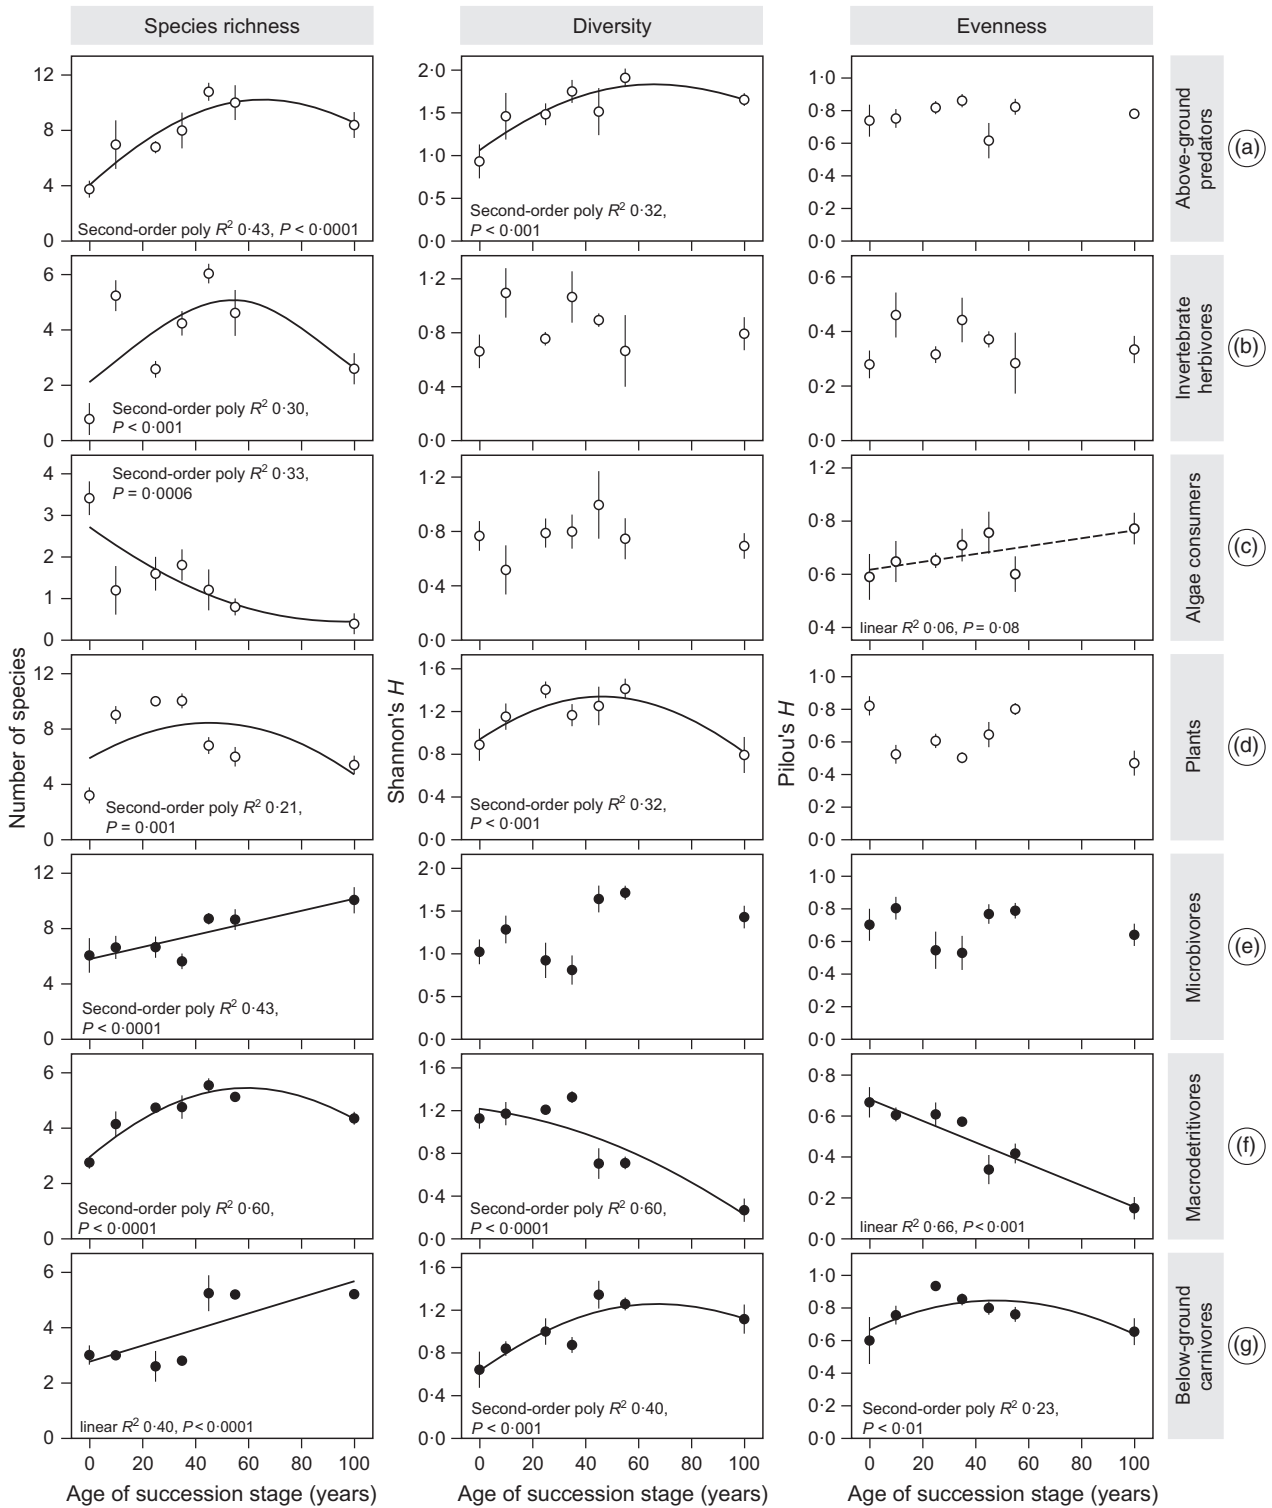 Species richness
Diversity
Evenness
12
8
4
0
Second-order poly R² 0·43, P < 0·0001
2·0
1·5
1·0
0·5
0·0
Second-order poly R² 0·32,
P < 0·001
1·0
0·8
0·6
0·4
0·2
0·0
Above-ground
predators
(a)
6
4
2
0
Second-order poly R² 0·30,
P < 0·001
1·2
0·8
0·4
0·0
0·6
0·4
0·2
0·0
Invertebrate
herbivores
(b)
4
3
2
1
0
Second-order poly R² 0·33,
P = 0·0006
1·2
0·8
0·4
0·0
1·2
0·8
0·6
0·4
linear R² 0·06, P = 0·08
Algae consumers
(c)
Number of species
12
8
4
0
Second-order poly R² 0·21,
P = 0·001
Shannon's H
1·6
1·2
0·8
0·4
0·0
Second-order poly R² 0·32,
P < 0·001
Pilou's H
1·0
0·8
0·6
0·4
0·2
0·0
Plants
(d)
12
8
4
0
Second-order poly R² 0·43,
P < 0·0001
2·0
1·5
1·0
0·5
0·0
1·0
0·8
0·6
0·4
0·2
0·0
Microbivores
(e)
6
4
2
0
Second-order poly R² 0·60,
P < 0·0001
1·6
1·2
0·8
0·4
0·0
Second-order poly R² 0·60,
P < 0·0001
0·8
0·6
0·4
0·2
0·0
linear R² 0·66, P < 0·001
Macrodetritivores
(f)
6
4
2
0
linear R² 0·40, P < 0·0001
1·6
1·2
0·8
0·4
0·0
Second-order poly R² 0·40,
P < 0·001
1·0
0·8
0·6
0·4
0·2
0·0
Second-order poly R² 0·23,
P < 0·01
Below-ground
carnivores
(g)
0 20 40 60 80 100
0 20 40 60 80 100
0 20 40 60 80 100
Age of succession stage (years)
Age of succession stage (years)
Age of succession stage (years)